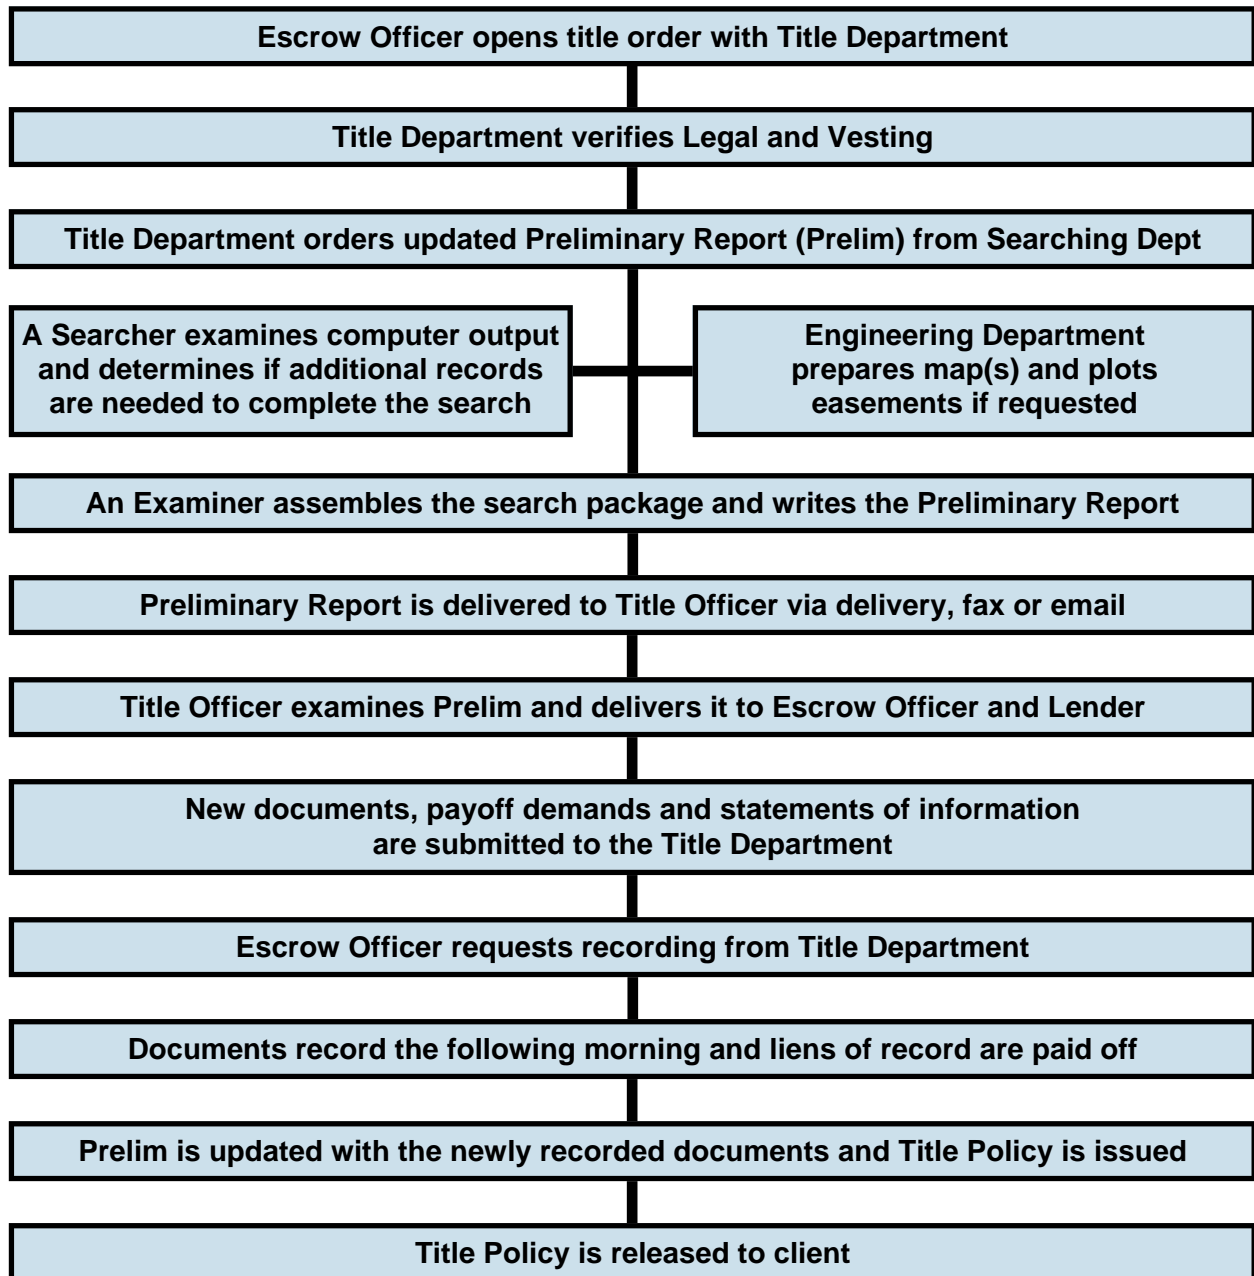 Escrow Officer opens title order with Title Department
Title Department verifies Legal and Vesting
Title Department orders updated Preliminary Report (Prelim) from Searching Dept
A Searcher examines computer output
and determines if additional records
are needed to complete the search
Engineering Department
prepares map(s) and plots
easements if requested
An Examiner assembles the search package and writes the Preliminary Report
Preliminary Report is delivered to Title Officer via delivery, fax or email
Title Officer examines Prelim and delivers it to Escrow Officer and Lender
New documents, payoff demands and statements of information
are submitted to the Title Department
Escrow Officer requests recording from Title Department
Documents record the following morning and liens of record are paid off
Prelim is updated with the newly recorded documents and Title Policy is issued
Title Policy is released to client